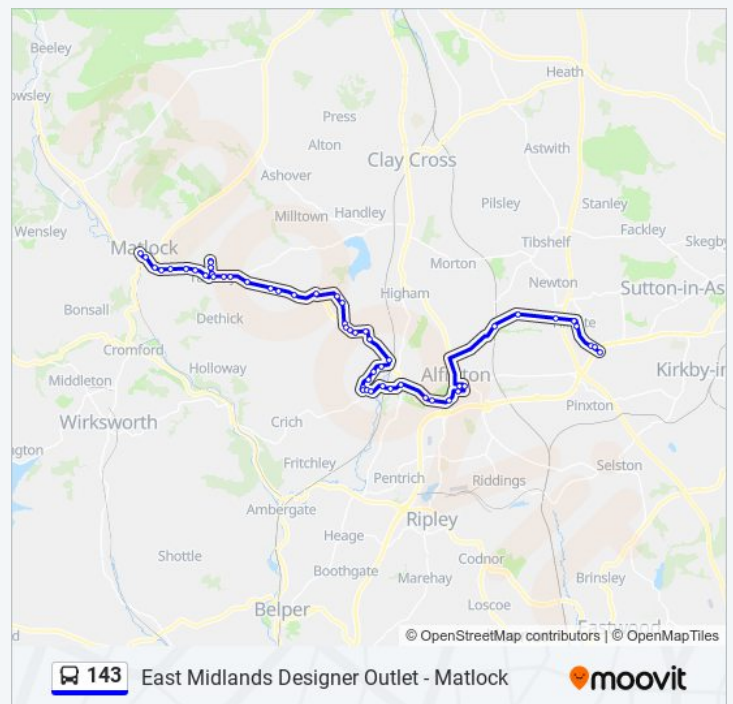 Beeley
Heath
owsley
Press
Astwith
Alton
Clay Cross
Ashover
Pilsley
Stanley
Milltown
Handley
Wensley
Fackley
Skegby
Matlock
Tibshelf
Morton
Newton
Higham
Sutton-in-As
Bonsall
Dethick
Cromford
Holloway
Alfreton
Kirkby-in
Middleton
Pinxton
Wirksworth
Crich
ngton
Fritchley
Selston
Pentrich
Riddings
Ambergate
Ripley
Heage
Codnor
Shottle
Boothgate
Marehay
Brinsley
Loscoe
Belper
Eastwood
d
© OpenStreetMap contributors | © OpenMapTiles
143 East Midlands Designer Outlet - Matlock
moovit